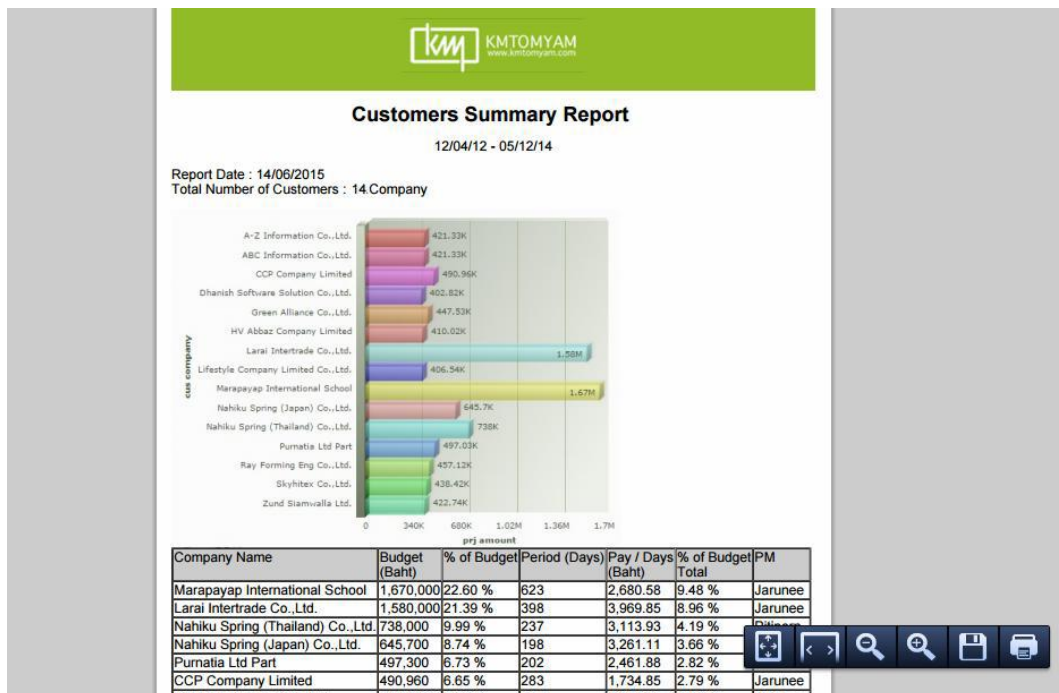 kmp KMTOMYAM
www.kmtomyam.com
Customers Summary Report
12/04/12 - 05/12/14
Report Date : 14/06/2015
Total Number of Customers : 14 Company
cus company
A-Z Information Co.,Ltd. 421.33K
ABC Information Co.,Ltd. 421.33K
CCP Company Limited 490.96K
Dhanish Software Solution Co.,Ltd. 402.82K
Green Alliance Co.,Ltd. 447.53K
HV Abbaz Company Limited 410.02K
Larai Intertrade Co.,Ltd. 1.58M
Lifestyle Company Limited Co.,Ltd. 406.54K
Marapayap International School 1.67M
Nahiku Spring (Japan) Co.,Ltd. 645.7K
Nahiku Spring (Thailand) Co.,Ltd. 738K
Purnatia Ltd Part 497.03K
Ray Forming Eng Co.,Ltd. 457.12K
Skyhitex Co.,Ltd. 438.42K
Zund Siamwalla Ltd. 422.74K
0 340K 680K 1.02M 1.36M 1.7M
prj amount
Company Name Budget (Baht) % of Budget Period (Days) Pay / Days (Baht) % of Budget Total PM
Marapayap International School 1,670,000 22.60 % 623 2,680.58 9.48 % Jarunee
Larai Intertrade Co.,Ltd. 1,580,000 21.39 % 398 3,969.85 8.96 % Jarunee
Nahiku Spring (Thailand) Co.,Ltd. 738,000 9.99 % 237 3,113.93 4.19 %
Nahiku Spring (Japan) Co.,Ltd. 645,700 8.74 % 198 3,261.11 3.66 %
Purnatia Ltd Part 497,300 6.73 % 202 2,461.88 2.82 %
CCP Company Limited 490,960 6.65 % 283 1,734.85 2.79 % Jarunee